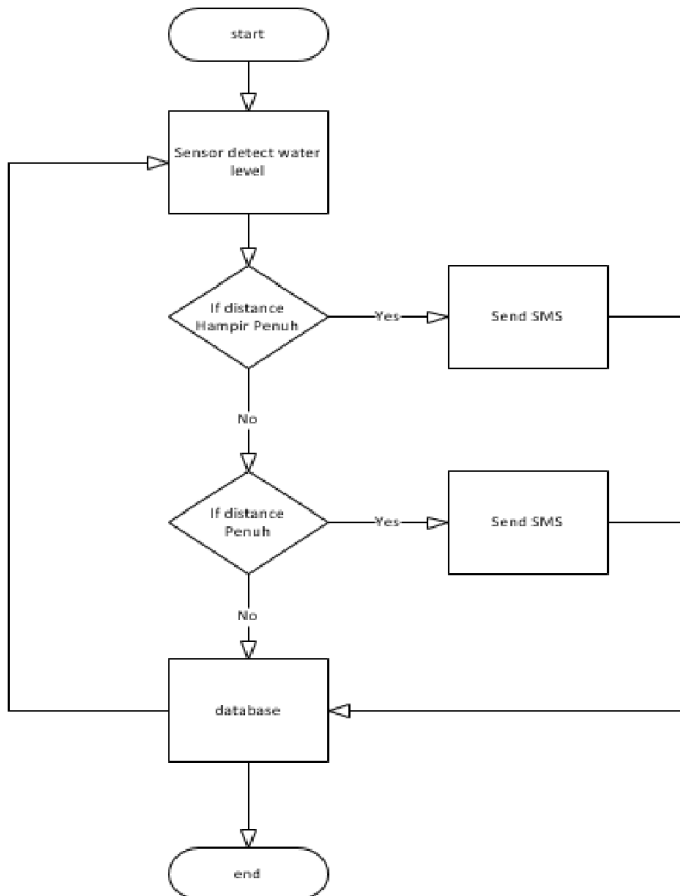 start
Sensor detect water
level
If distance
Hampir Penuh
Yes
Send SMS
No
If distance
Penuh
Yes
Send SMS
No
database
end